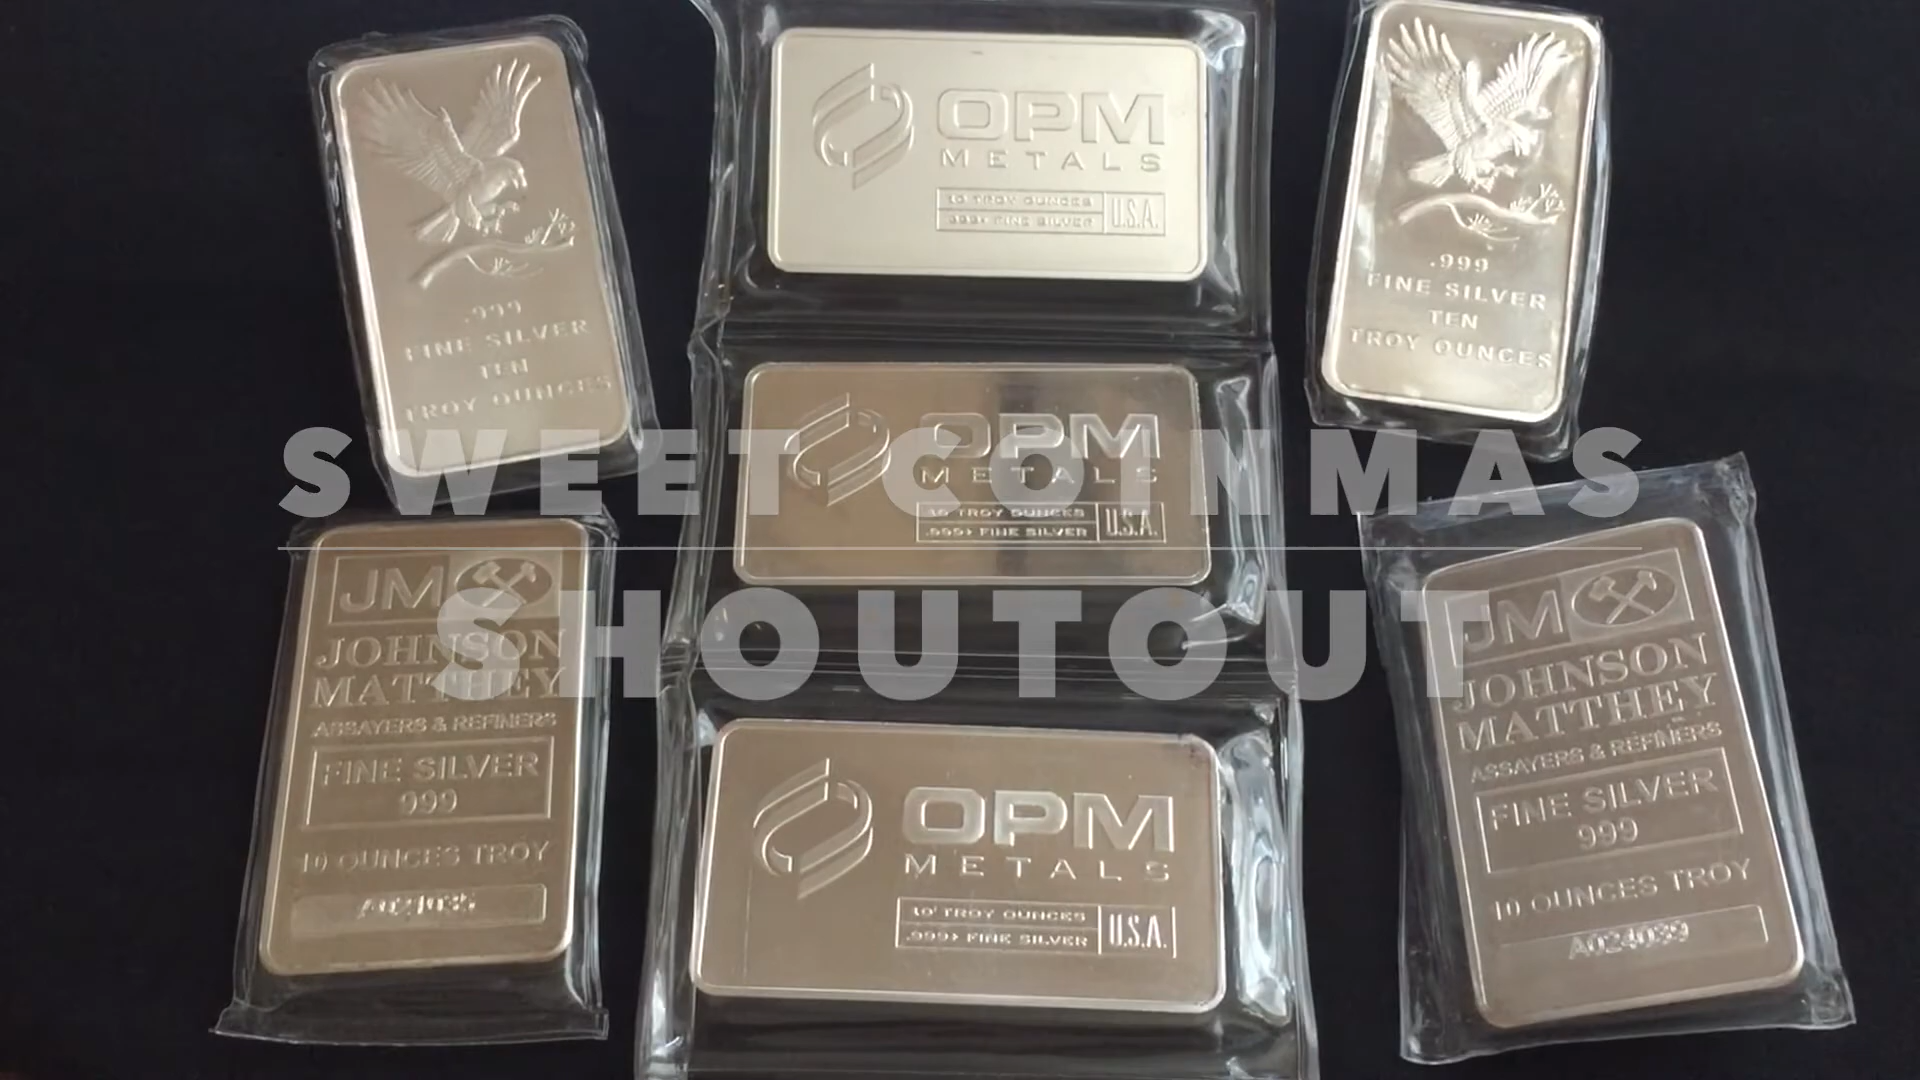 .999
FINE SILVER
TEN
TROY OUNCES
OPM
METALS
10 TROY OUNCES
.999+ FINE SILVER
U.S.A.
.999
FINE SILVER
TEN
TROY OUNCES
SWEET COINMAS
SHOUTOUT
OPM
METALS
10 TROY OUNCES
.999+ FINE SILVER
U.S.A.
JM
JOHNSON
MATTHEY
ASSAYERS & REFINERS
FINE SILVER
999
10 OUNCES TROY
OPM
METALS
10 TROY OUNCES
.999+ FINE SILVER
U.S.A.
JM
JOHNSON
MATTHEY
ASSAYERS & REFINERS
FINE SILVER
999
10 OUNCES TROY
A024039